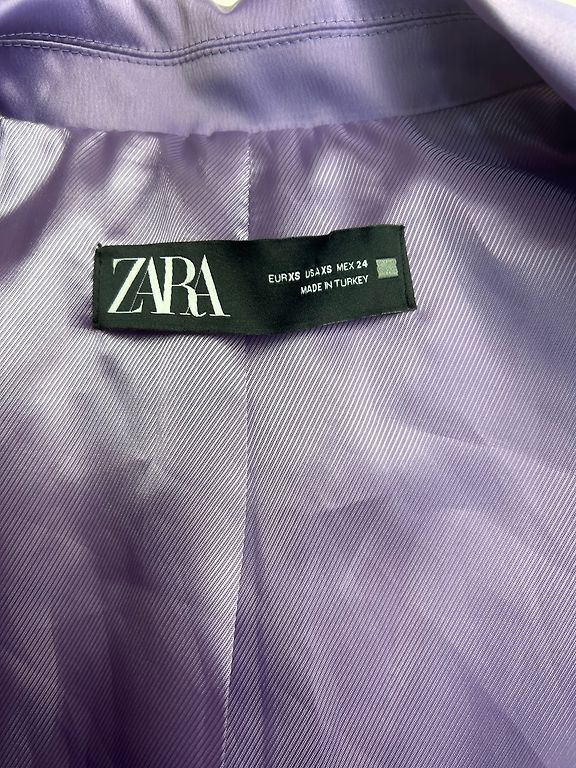 ZARA
EUR XS USA XS MEX 24
MADE IN TURKEY